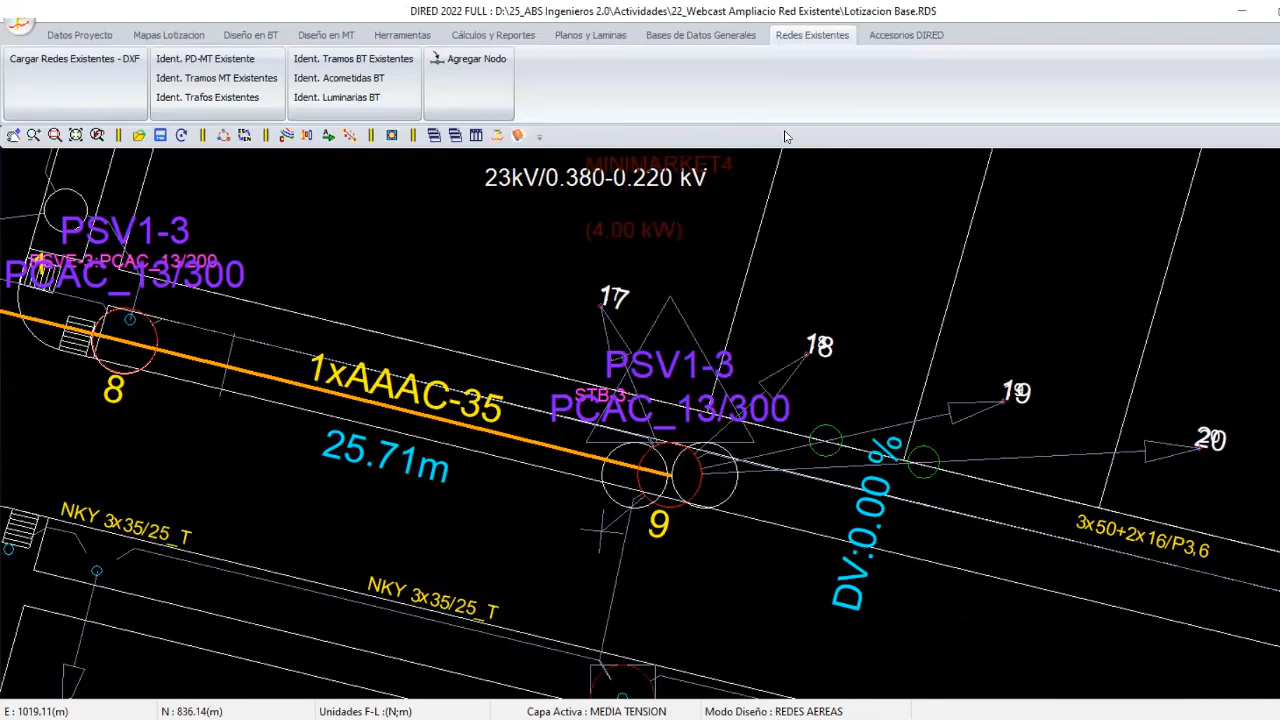 DIRED 2022 FULL : D:\25_ABS Ingenieros 2.0\Actividades\22_Webcast Ampliacio Red Existente\Lotizacion Base.RDS
Datos Proyecto Mapas Lotizacion Diseño en BT Diseño en MT Herramientas Cálculos y Reportes Planos y Laminas Bases de Datos Generales Redes Existentes Accesorios DIRED
Cargar Redes Existentes - DXF Ident. PD-MT Existente Ident. Tramos BT Existentes Agregar Nodo
Ident. Tramos MT Existentes Ident. Acometidas BT
Ident. Trafos Existentes Ident. Luminarias BT
MINIMARKET4
23kV/0.380-0.220 kV
(4.00 kW)
PSV1-3
PSVE-3:PCAC_13/200
PCAC_13/300
17
18
PSV1-3
STB-3:
PCAC_13/300
1xAAAC-35
8
19
20
25.71m
9
DV:0.00 %
NKY 3x35/25_T
3x50+2x16/P3,6
NKY 3x35/25_T
E : 1019.11(m) N : 836.14(m) Unidades F-L :(N;m) Capa Activa : MEDIA TENSION Modo Diseño : REDES AEREAS